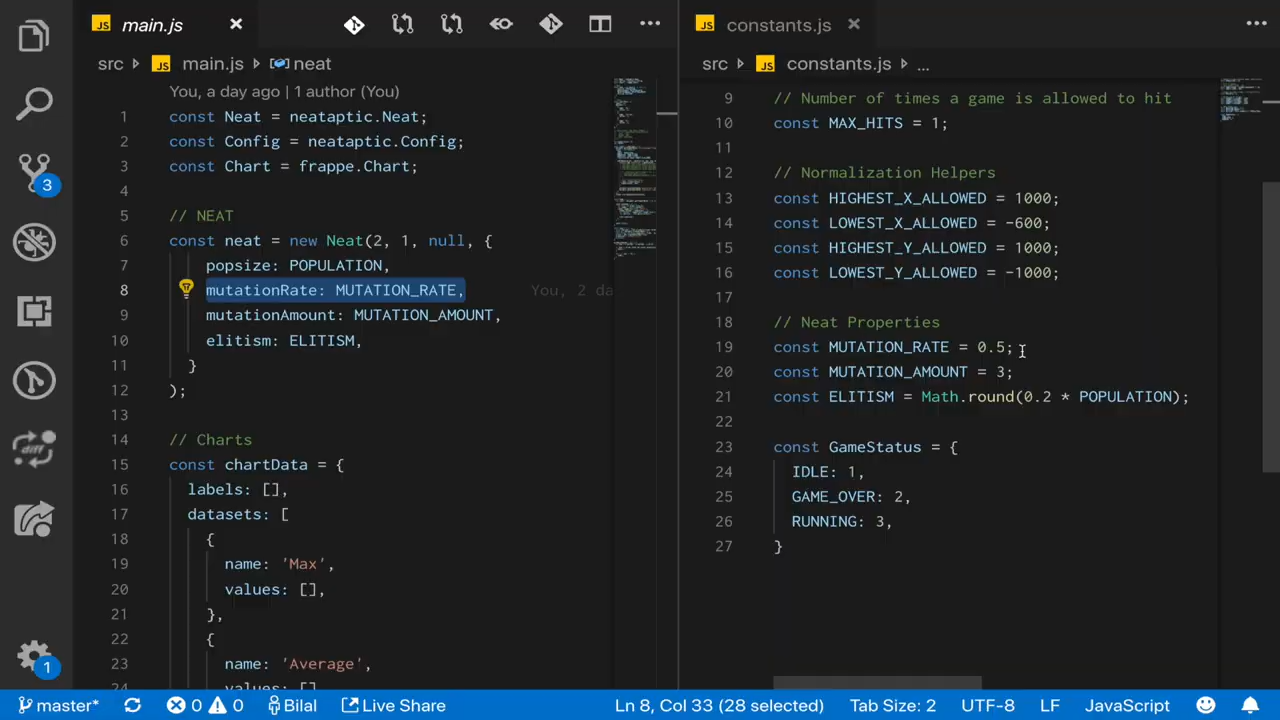 JS main.js
JS constants.js
src JS main.js neat
src JS constants.js ...
You, a day ago | 1 author (You)
1 const Neat = neataptic.Neat;
2 const Config = neataptic.Config;
3 const Chart = frappe.Chart;
4
5 // NEAT
6 const neat = new Neat(2, 1, null, {
7 popsize: POPULATION,
8 mutationRate: MUTATION_RATE, You, 2 da
9 mutationAmount: MUTATION_AMOUNT,
10 elitism: ELITISM,
11 }
12 );
13
14 // Charts
15 const chartData = {
16 labels: [],
17 datasets: [
18 {
19 name: 'Max',
20 values: [],
21 },
22 {
23 name: 'Average',
24 values: []
9 // Number of times a game is allowed to hit
10 const MAX_HITS = 1;
11
12 // Normalization Helpers
13 const HIGHEST_X_ALLOWED = 1000;
14 const LOWEST_X_ALLOWED = -600;
15 const HIGHEST_Y_ALLOWED = 1000;
16 const LOWEST_Y_ALLOWED = -1000;
17
18 // Neat Properties
19 const MUTATION_RATE = 0.5;
20 const MUTATION_AMOUNT = 3;
21 const ELITISM = Math.round(0.2 * POPULATION);
22
23 const GameStatus = {
24 IDLE: 1,
25 GAME_OVER: 2,
26 RUNNING: 3,
27 }
3
diff
1
master* 0 0 Bilal Live Share Ln 8, Col 33 (28 selected) Tab Size: 2 UTF-8 LF JavaScript